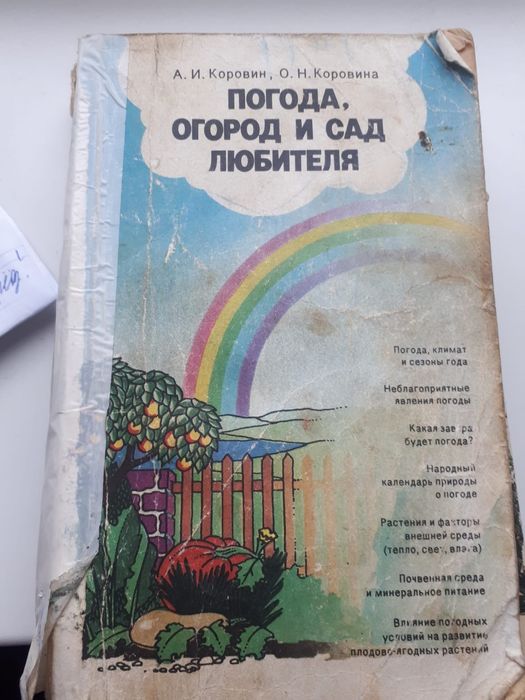 А. И. Коровин, О. Н. Коровина
ПОГОДА,
ОГОРОД И САД
ЛЮБИТЕЛЯ
Погода, климат
и сезоны года
Неблагоприятные
явления погоды
Какая завтра
будет погода?
Народный
календарь природы
о погоде
Растения и факторы
внешней среды
(тепло, свет, влага)
Почвенная среда
и минеральное питание
Влияние погодных
условий на развитие
плодово-ягодных растений